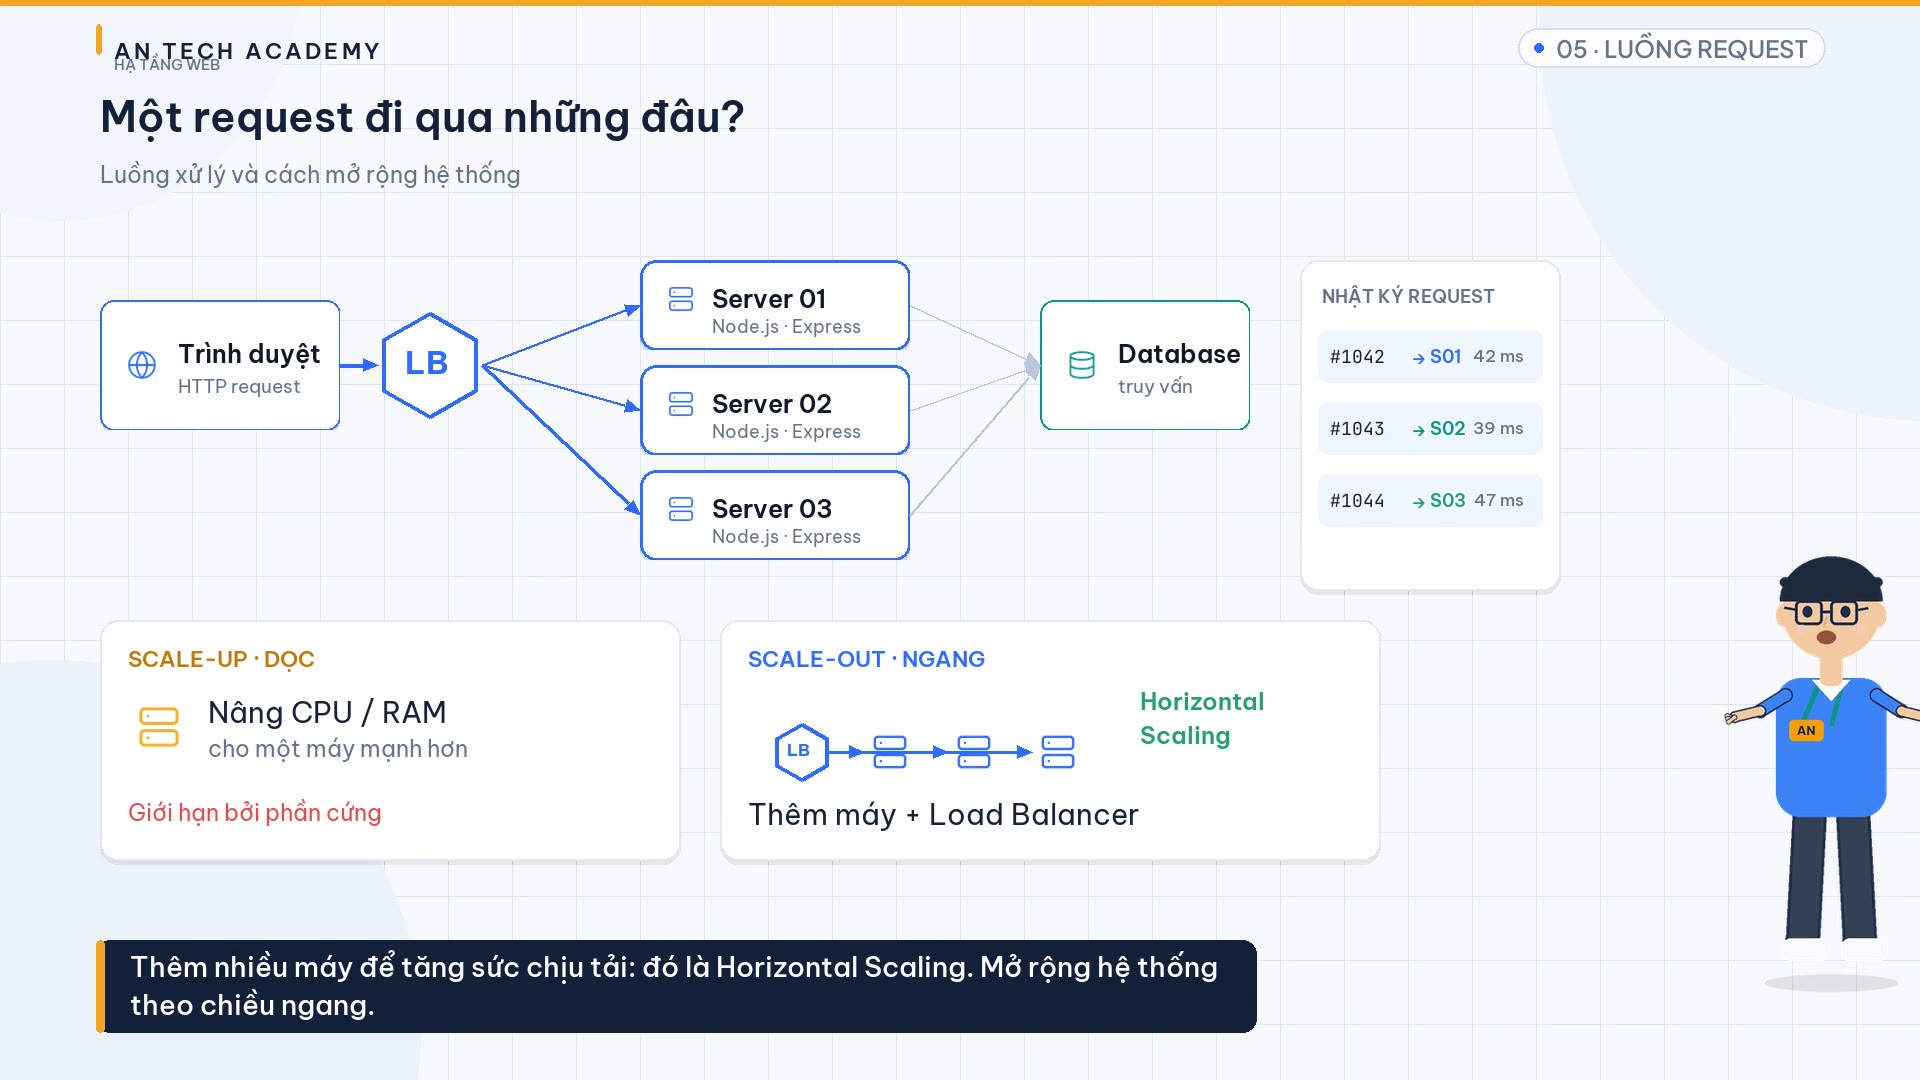 AN TECH ACADEMY
HẠ TẦNG WEB
05 · LUỒNG REQUEST
Một request đi qua những đâu?
Luồng xử lý và cách mở rộng hệ thống
Trình duyệt
HTTP request
LB
Server 01
Node.js · Express
Server 02
Node.js · Express
Server 03
Node.js · Express
Database
truy vấn
NHẬT KÝ REQUEST
#1042 → S01 42 ms
#1043 → S02 39 ms
#1044 → S03 47 ms
SCALE-UP · DỌC
Nâng CPU / RAM
cho một máy mạnh hơn
Giới hạn bởi phần cứng
SCALE-OUT · NGANG
Horizontal
Scaling
LB
Thêm máy + Load Balancer
AN
Thêm nhiều máy để tăng sức chịu tải: đó là Horizontal Scaling. Mở rộng hệ thống
theo chiều ngang.